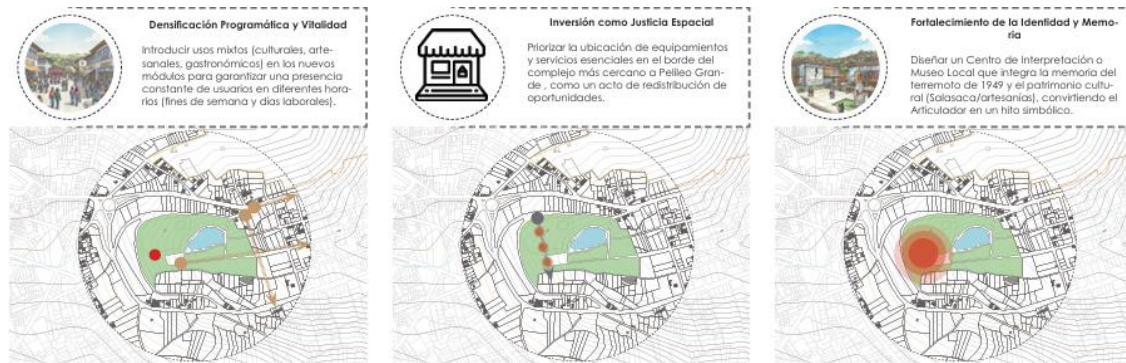 Densificación Programática y Vitalidad
Introducir usos mixtos (culturales, arte-
sanales, gastronómicos) en los nuevos
módulos para garantizar una presencia
constante de usuarios en diferentes hora-
rios (fines de semana y días laborales).
Inversión como Justicia Espacial
Priorizar la ubicación de equipamientos
y servicios esenciales en el borde del
complejo más cercano a Pelileo Gran-
de , como un acto de redistribución de
oportunidades.
Fortalecimiento de la Identidad y Memo-
ria
Diseñar un Centro de Interpretación o
Museo Local que integra la memoria del
terremoto de 1949 y el patrimonio cultu-
ral (Salasaca/artesanías), convirtiendo el
Articulador en un hito simbólico.